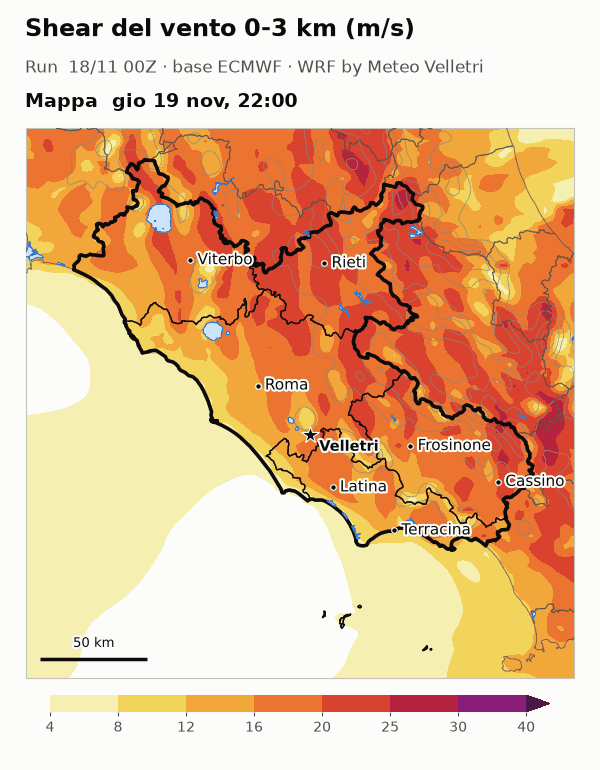 Shear del vento 0-3 km (m/s)
Run  18/11 00Z · base ECMWF · WRF by Meteo Velletri
Mappa  gio 19 nov, 22:00
Viterbo
Rieti
Roma
Velletri
Frosinone
Latina
Cassino
Terracina
50 km
4 8 12 16 20 25 30 40